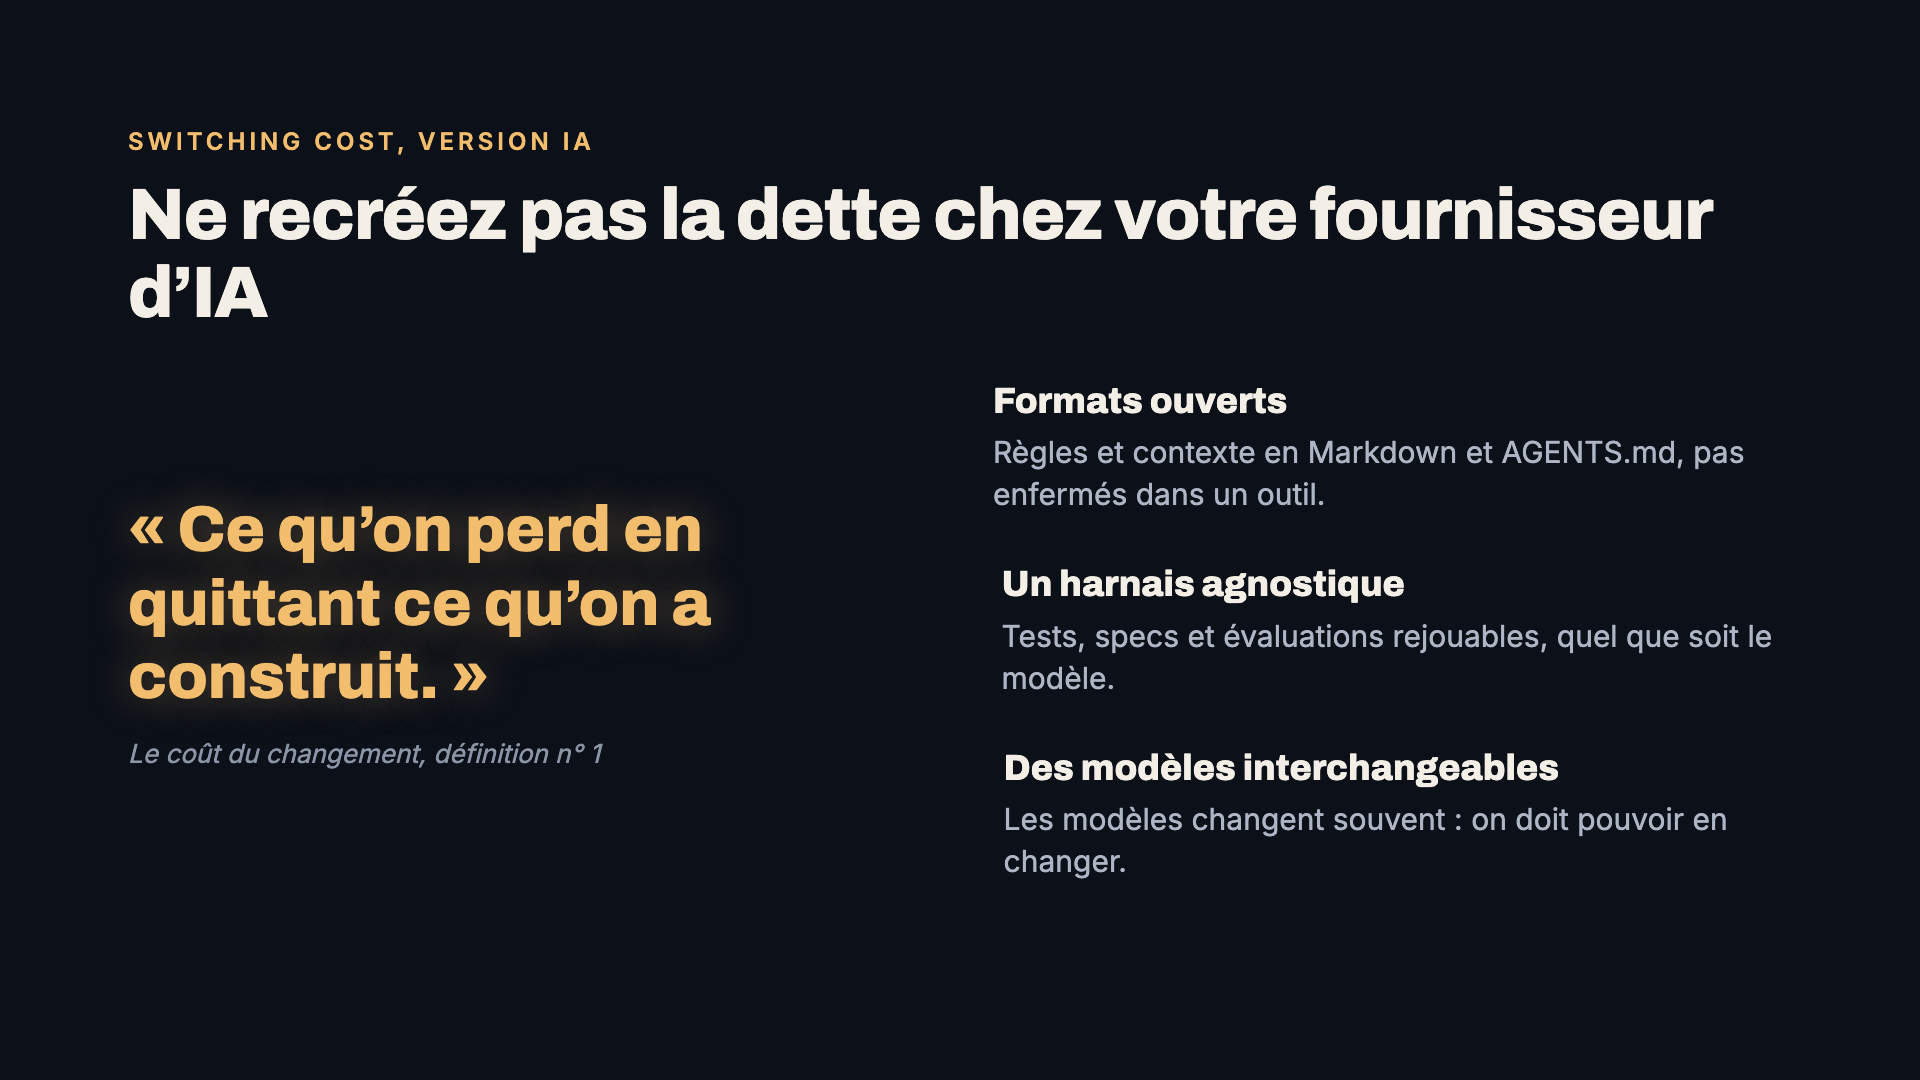 SWITCHING COST, VERSION IA
Ne recréez pas la dette chez votre fournisseur
d’IA
« Ce qu’on perd en
quittant ce qu’on a
construit. »
Le coût du changement, définition n° 1
Formats ouverts
Règles et contexte en Markdown et AGENTS.md, pas
enfermés dans un outil.
Un harnais agnostique
Tests, specs et évaluations rejouables, quel que soit le
modèle.
Des modèles interchangeables
Les modèles changent souvent : on doit pouvoir en
changer.